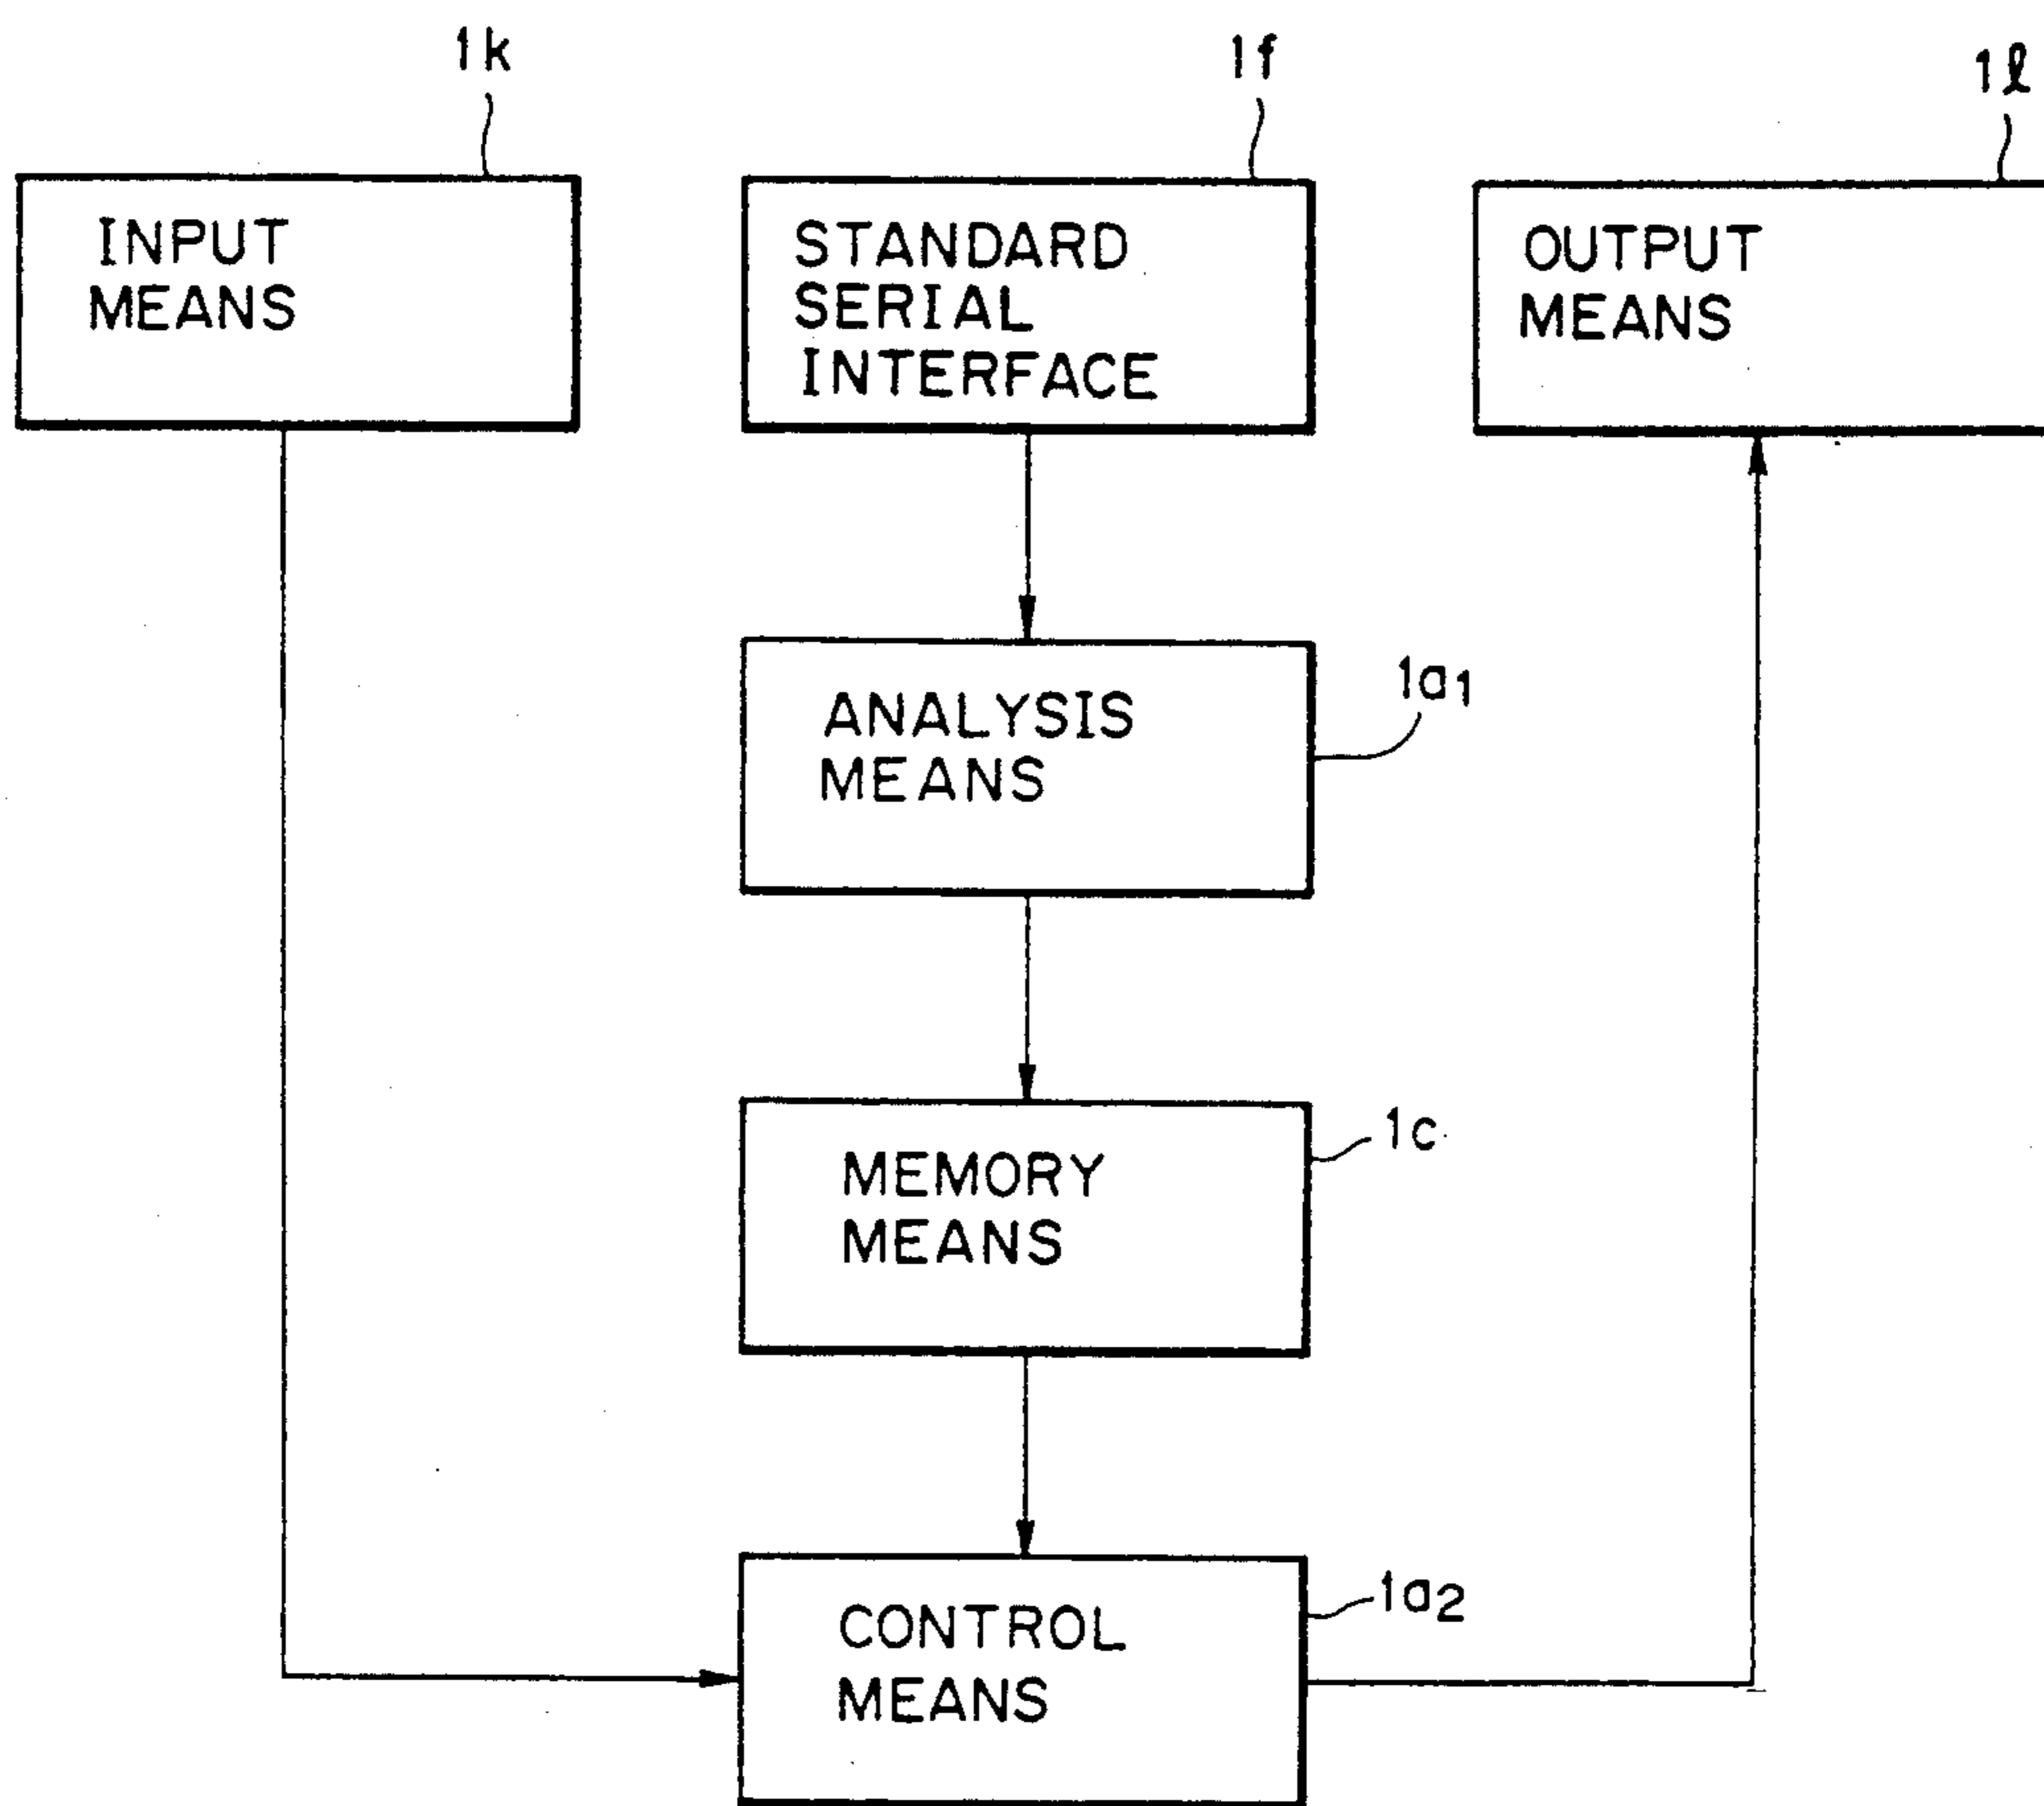 1k
1f
1ℓ
INPUT
MEANS
STANDARD
SERIAL
INTERFACE
OUTPUT
MEANS
1a1
ANALYSIS
MEANS
1c
MEMORY
MEANS
1a2
CONTROL
MEANS